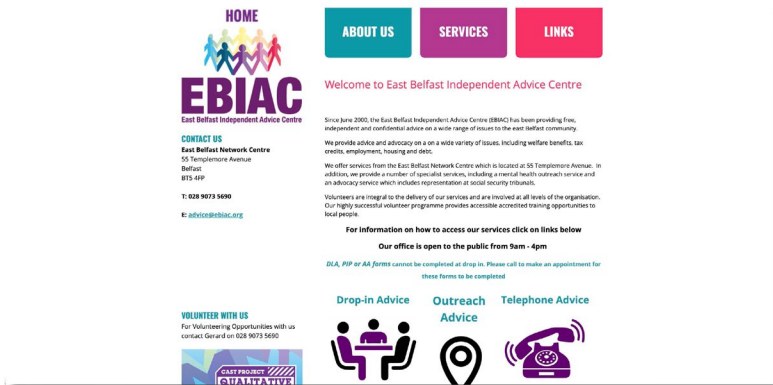 HOME
EBIAC
East Belfast Independent Advice Centre
CONTACT US
East Belfast Network Centre
55 Templemore Avenue
Belfast
BT5 4FP
T: 028 9073 5690
E: advice@ebiac.org
VOLUNTEER WITH US
For Volunteering Opportunities with us
contact Gerard on 028 9073 5690
CAST PROJECT
QUALITATIVE
ABOUT US
SERVICES
LINKS
Welcome to East Belfast Independent Advice Centre
Since June 2000, the East Belfast Independent Advice Centre (EBIAC) has been providing free,
independent and confidential advice on a wide range of issues to the east Belfast community.
We provide advice and advocacy on a on a wide variety of issues, including welfare benefits, tax
credits, employment, housing and debt.
We offer services from the East Belfast Network Centre which is located at 55 Templemore Avenue. In
addition, we provide a number of specialist services, including a mental health outreach service and
an advocacy service which includes representation at social security tribunals.
Volunteers are integral to the delivery of our services and are involved at all levels of the organisation.
Our highly successful volunteer programme provides accessible accredited training opportunities to
local people.
For information on how to access our services click on links below
Our office is open to the public from 9am - 4pm
DLA, PIP or AA forms cannot be completed at drop in. Please call to make an appointment for
these forms to be completed
Drop-in Advice
Outreach
Advice
Telephone Advice